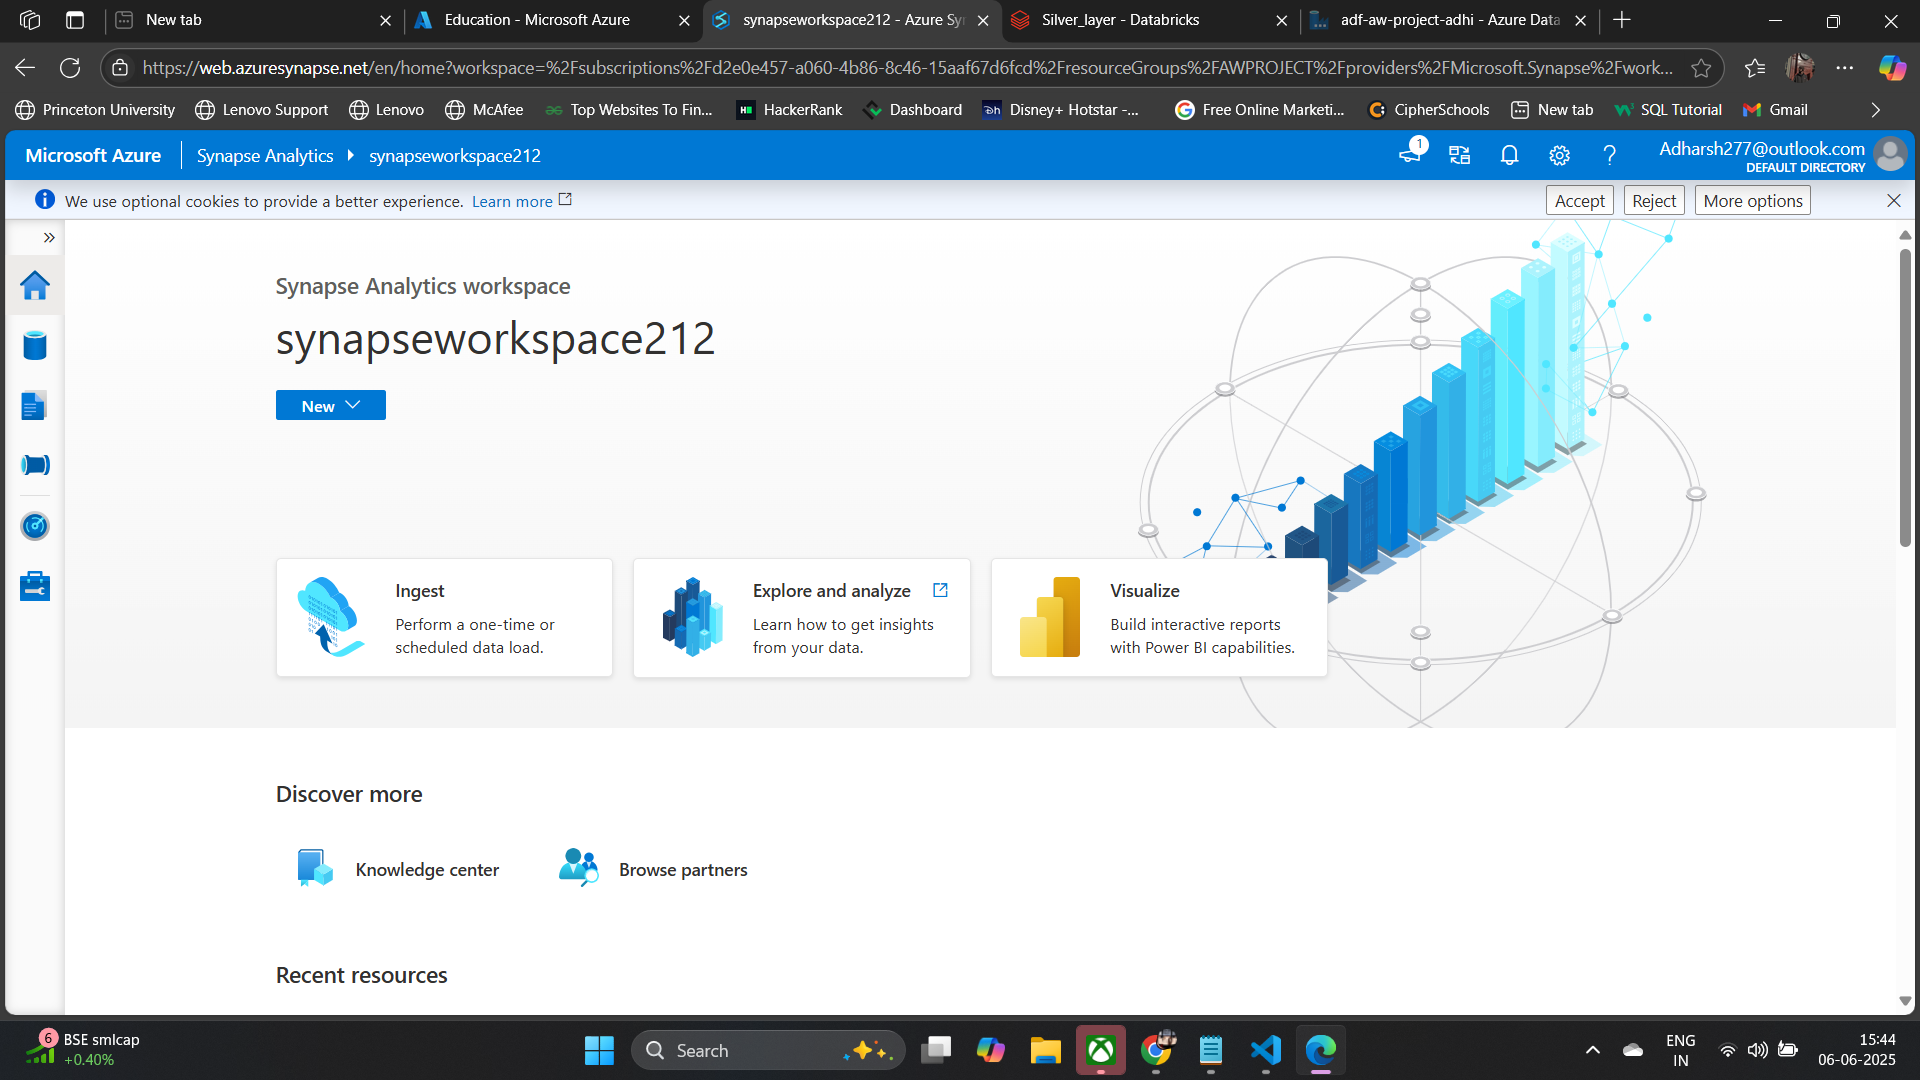 New tab
Education - Microsoft Azure
synapseworkspace212 - Azure Sy
Silver_layer - Databricks
adf-aw-project-adhi - Azure Data
https://web.azuresynapse.net/en/home?workspace=%2Fsubscriptions%2Fd2e0e457-a060-4b86-8c46-15aaf67d6fcd%2FresourceGroups%2FAWPROJECT%2Fproviders%2FMicrosoft.Synapse%2Fwork...
Princeton University
Lenovo Support
Lenovo
McAfee
Top Websites To Fin...
HackerRank
Dashboard
Disney+ Hotstar -...
Free Online Marketi...
CipherSchools
New tab
SQL Tutorial
Gmail
Microsoft Azure
Synapse Analytics
synapseworkspace212
1
Adharsh277@outlook.com
DEFAULT DIRECTORY
We use optional cookies to provide a better experience. Learn more
Accept
Reject
More options
Synapse Analytics workspace
synapseworkspace212
New
Ingest
Perform a one-time or
scheduled data load.
Explore and analyze
Learn how to get insights
from your data.
Visualize
Build interactive reports
with Power BI capabilities.
Discover more
Knowledge center
Browse partners
Recent resources
6
BSE smlcap
+0.40%
Search
ENG
IN
15:44
06-06-2025